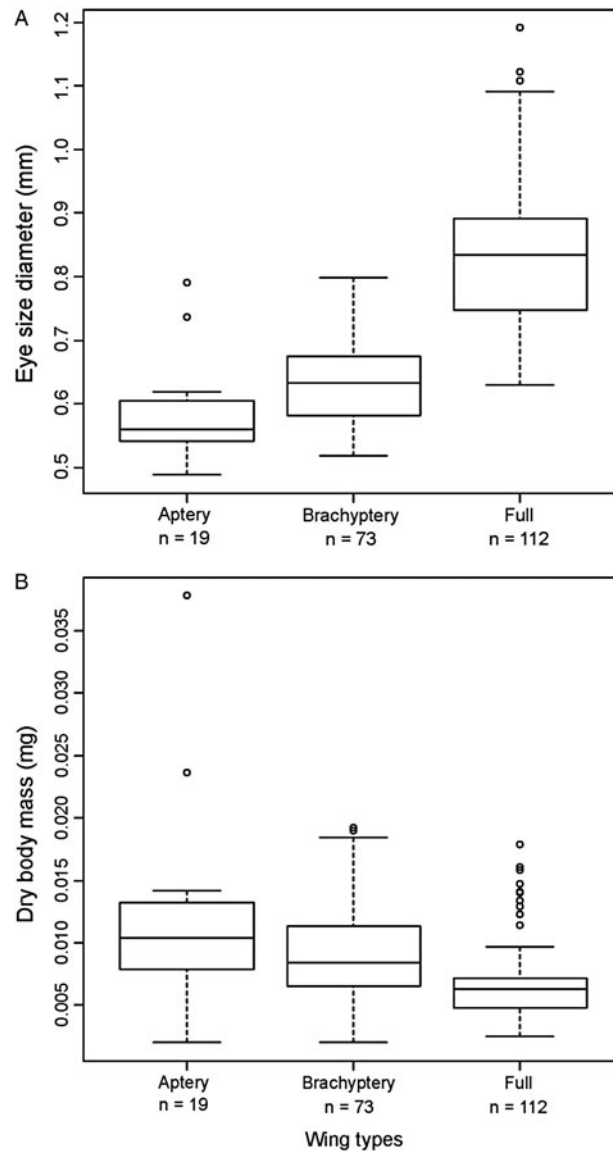 A
Eye size diameter (mm)
1.2
1.1
1.0
0.9
0.8
0.7
0.6
0.5
Aptery
n = 19
Brachyptery
n = 73
Full
n = 112
B
Dry body mass (mg)
0.035
0.030
0.025
0.020
0.015
0.010
0.005
Aptery
n = 19
Brachyptery
n = 73
Full
n = 112
Wing types